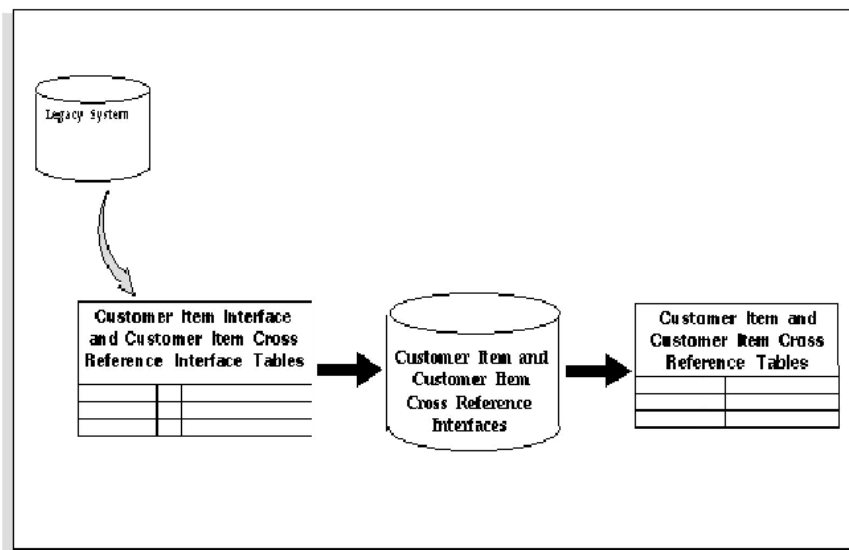 Legacy System
Customer Item Interface
and Customer Item Cross
Reference Interface Tables
Customer Item and
Customer Item
Cross Reference
Interfaces
Customer Item and
Customer Item Cross
Reference Tables